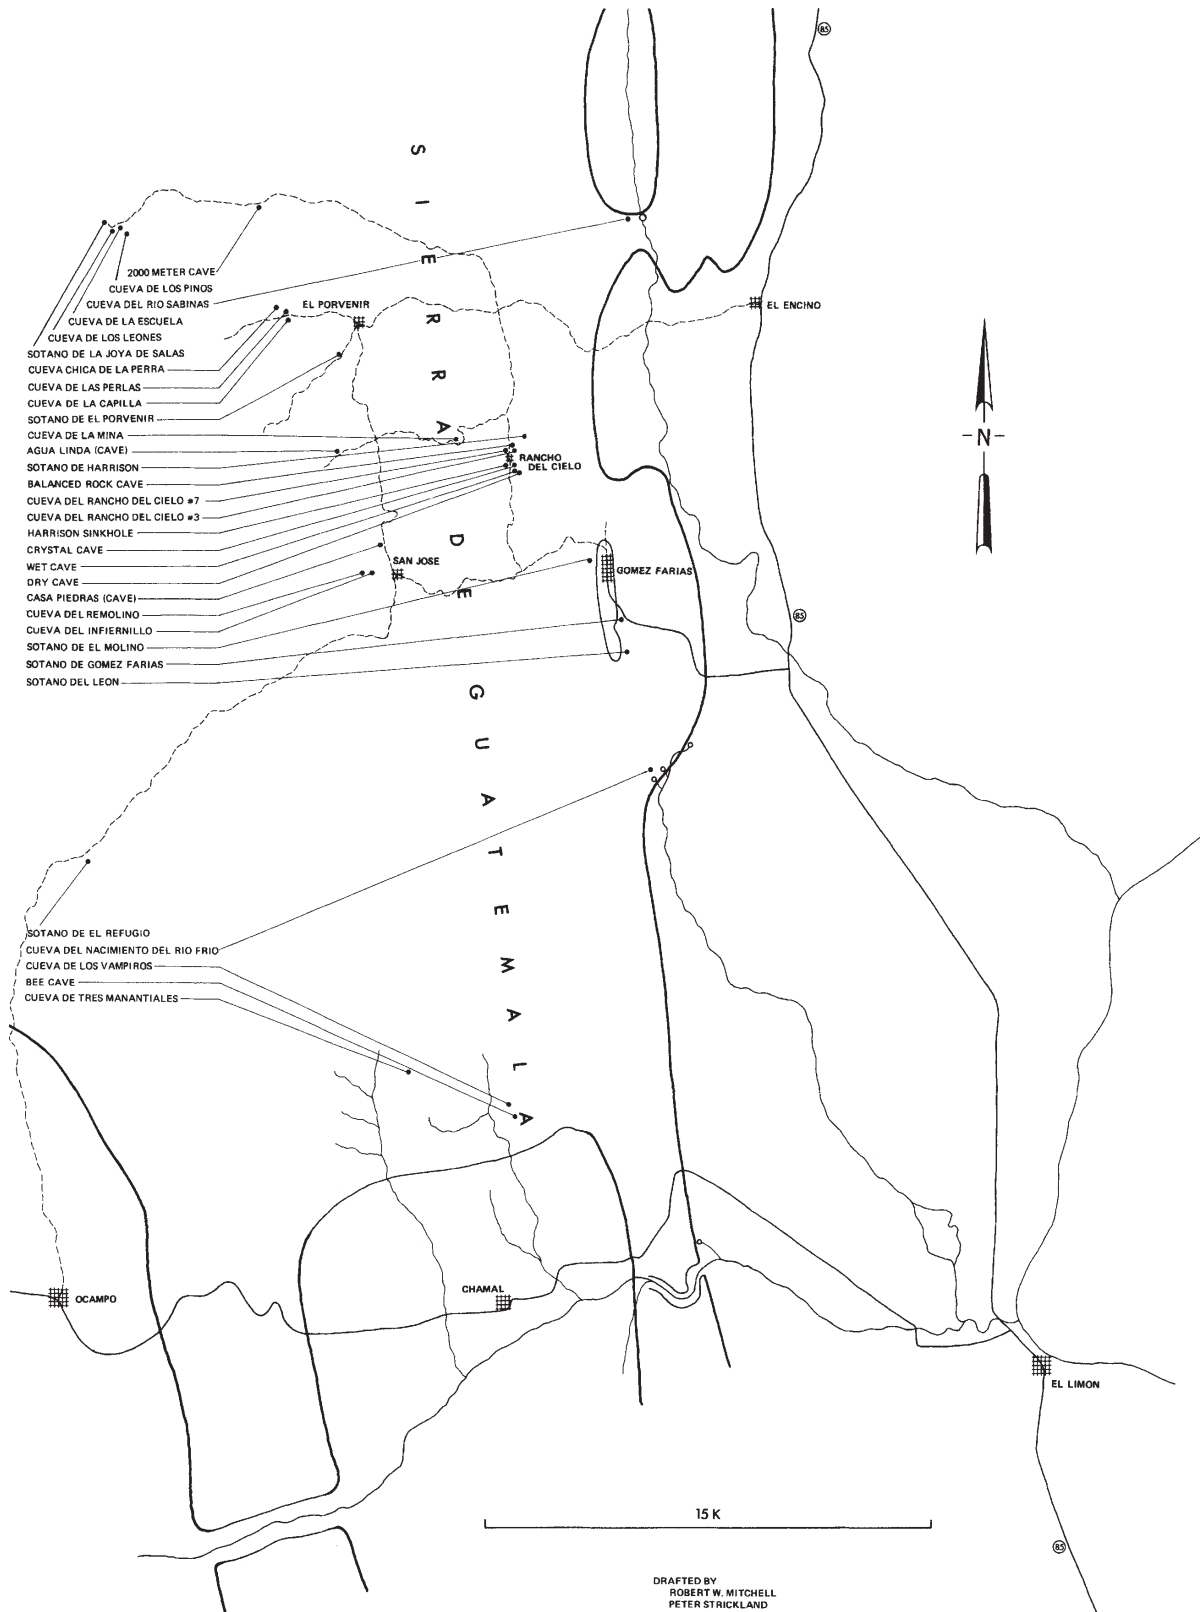 85
SIERRA DE GUATEMALA
2000 METER CAVE
CUEVA DE LOS PINOS
CUEVA DEL RIO SABINAS
CUEVA DE LA ESCUELA
CUEVA DE LOS LEONES
SOTANO DE LA JOYA DE SALAS
CUEVA CHICA DE LA PERRA
CUEVA DE LAS PERLAS
CUEVA DE LA CAPILLA
SOTANO DE EL PORVENIR
CUEVA DE LA MINA
AGUA LINDA (CAVE)
SOTANO DE HARRISON
BALANCED ROCK CAVE
CUEVA DEL RANCHO DEL CIELO #7
CUEVA DEL RANCHO DEL CIELO #3
HARRISON SINKHOLE
CRYSTAL CAVE
WET CAVE
DRY CAVE
CASA PIEDRAS (CAVE)
CUEVA DEL REMOLINO
CUEVA DEL INFIERNILLO
SOTANO DE EL MOLINO
SOTANO DE GOMEZ FARIAS
SOTANO DEL LEON
EL PORVENIR
EL ENCINO
N
RANCHO
DEL CIELO
SAN JOSE
GOMEZ FARIAS
85
SOTANO DE EL REFUGIO
CUEVA DEL NACIMIENTO DEL RIO FRIO
CUEVA DE LOS VAMPIROS
BEE CAVE
CUEVA DE TRES MANANTIALES
OCAMPO
CHAMAL
EL LIMON
15 K
85
DRAFTED BY
ROBERT W. MITCHELL
PETER STRICKLAND